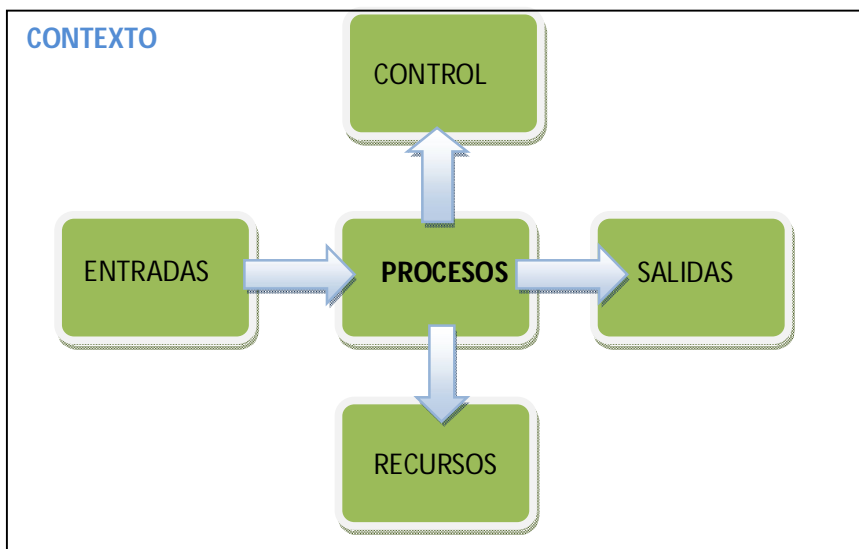 CONTEXTO
CONTROL
ENTRADAS
PROCESOS
SALIDAS
RECURSOS